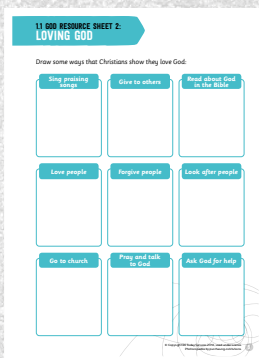 1.1 GOD RESOURCE SHEET 2:
LOVING GOD
Draw some ways that Christians show they love God:
Sing praising
songs
Give to others
Read about God
in the Bible
Love people
Forgive people
Look after people
Go to church
Pray and talk
to God
Ask God for help